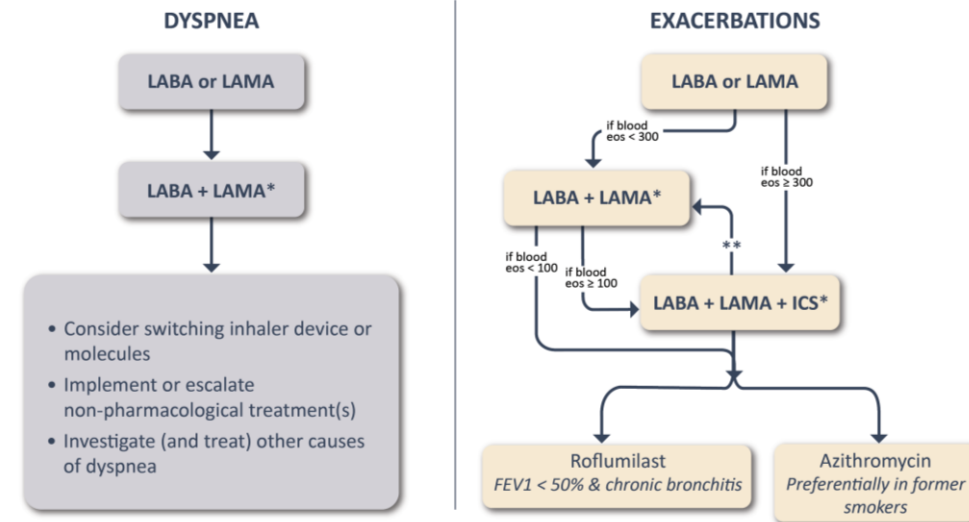 DYSPNEA
LABA or LAMA
LABA + LAMA*
• Consider switching inhaler device or
molecules
• Implement or escalate
non-pharmacological treatment(s)
• Investigate (and treat) other causes
of dyspnea
EXACERBATIONS
LABA or LAMA
if blood
eos < 300
if blood
eos ≥ 300
LABA + LAMA*
**
if blood
eos < 100
if blood
eos ≥ 100
LABA + LAMA + ICS*
Roflumilast
FEV1 < 50% & chronic bronchitis
Azithromycin
Preferentially in former
smokers